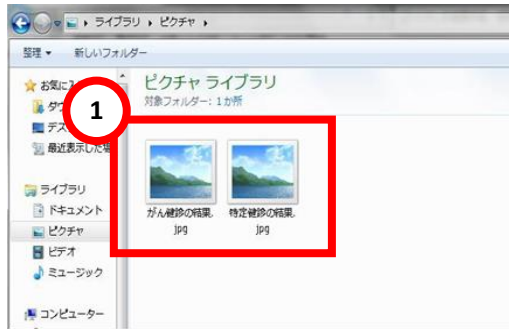 ライブラリ ▸ ピクチャ ▸
整理 ▼ 新しいフォルダー
お気に
ピクチャ ライブラリ
対象フォルダー: 1か所
1
ダウ
デス
最近表示した場
がん健診の結果.jpg
特定健診の結果.jpg
ライブラリ
ドキュメント
ピクチャ
ビデオ
ミュージック
コンピューター